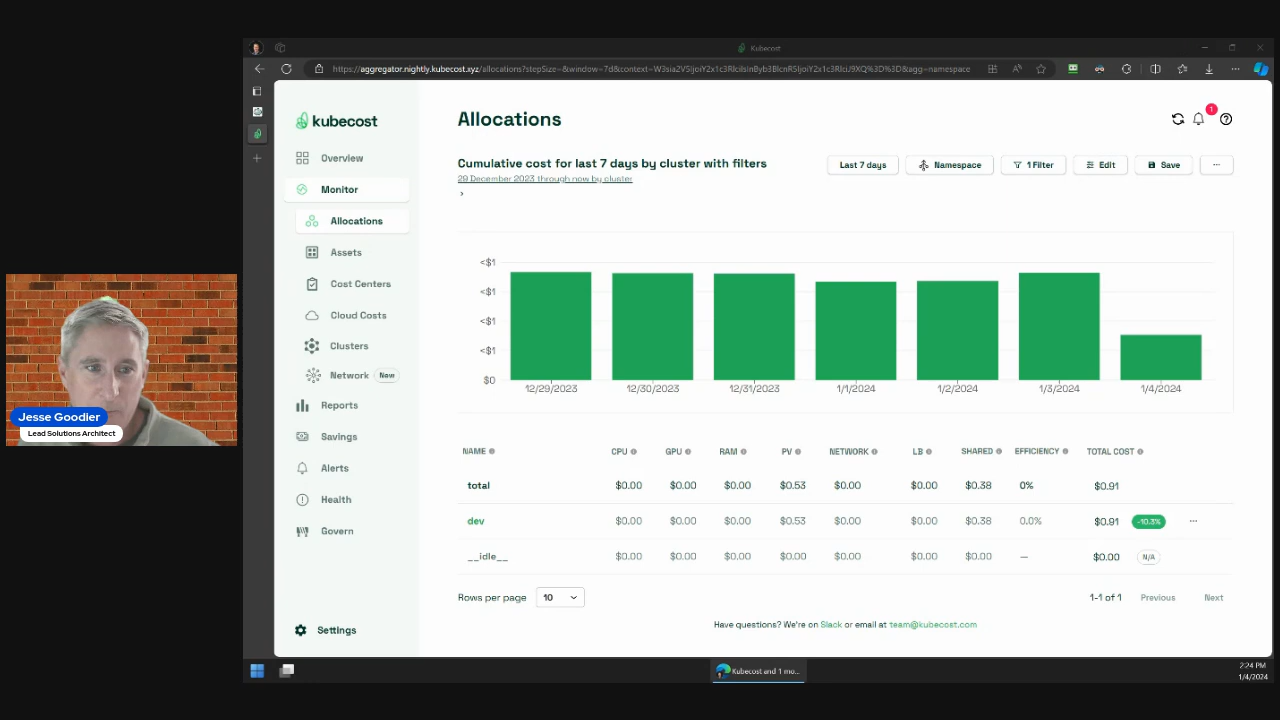 Kubecost
https://aggregator.nightly.kubecost.xyz/allocations?stepSize=&window=7d&context=
&agg=namespace
kubecost
Overview
Monitor
Allocations
Assets
Cost Centers
Cloud Costs
Clusters
Network New
Reports
Savings
Alerts
Health
Govern
Settings
Allocations
1
Cumulative cost for last 7 days by cluster with filters
29 December 2023 through now by cluster
Last 7 days
Namespace
1 Filter
Edit
Save
<$1
<$1
<$1
<$1
$0
12/29/2023 12/30/2023 12/31/2023 1/1/2024 1/2/2024 1/3/2024 1/4/2024
NAME CPU GPU RAM PV NETWORK LB SHARED EFFICIENCY TOTAL COST
total $0.00 $0.00 $0.00 $0.53 $0.00 $0.00 $0.38 0% $0.91
dev $0.00 $0.00 $0.00 $0.53 $0.00 $0.00 $0.38 0.0% $0.91 -10.3% ...
__idle__ $0.00 $0.00 $0.00 $0.00 $0.00 $0.00 $0.00 — $0.00 N/A
Rows per page 10 1-1 of 1 Previous Next
Have questions? We're on Slack or email at team@kubecost.com
Jesse Goodier
Lead Solutions Architect
Kubecost and 1 mo...
2:24 PM
1/4/2024